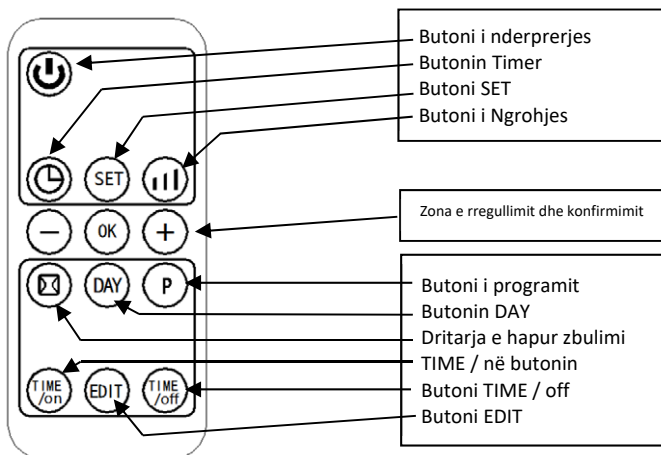 Butoni i nderprerjes
Butonin Timer
Butoni SET
Butoni i Ngrohjes
SET
OK
Zona e rregullimit dhe konfirmimit
DAY
P
Butoni i programit
Butonin DAY
Dritarja e hapur zbulimi
TIME / në butonin
Butoni TIME / off
Butoni EDIT
TIME
/on
EDIT
TIME
/off